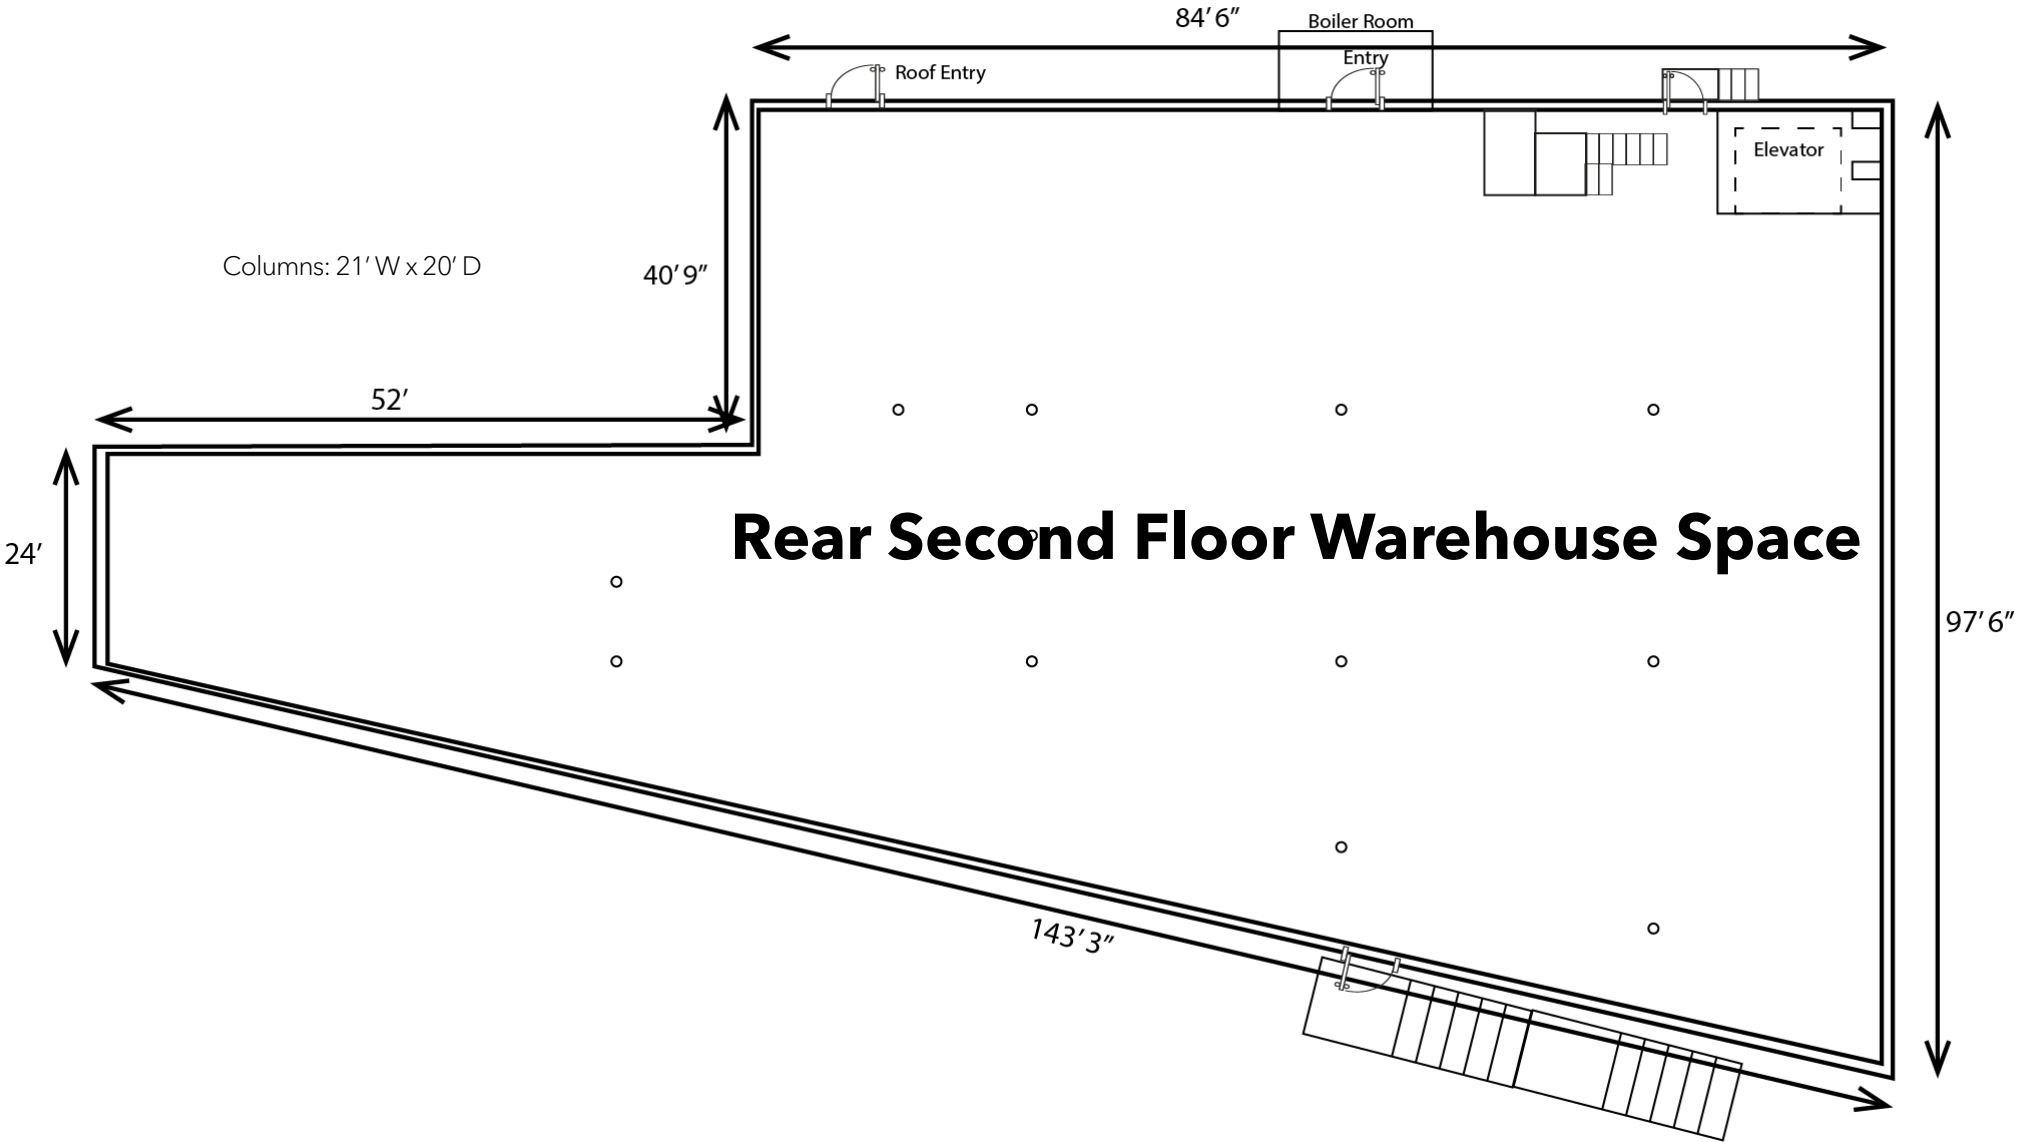 84’ 6”
Boiler Room
Entry
Roof Entry
Elevator
Columns: 21’ W x 20’ D
40’ 9”
52’
24’
Rear Second Floor Warehouse Space
97’ 6”
143’ 3”